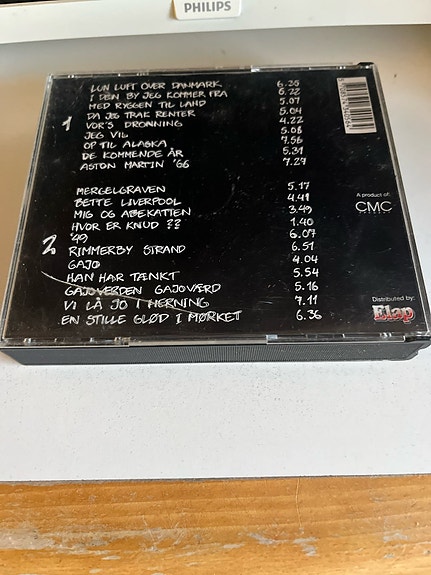 PHILIPS
LUN LUFT OVER DANMARK 6.25
I DEN BY JEG KOMMER FRA 5.22
MED RYGGEN TIL LAND 5.07
DA JEG TRAK RENTER 5.04
1 VOR'S DRONNING 4.22
JEG VIL 5.08
OP TIL ALASKA 7.56
DE KOMMENDE ÅR 5.31
ASTON MARTIN '66 7.27
MERGELGRAVEN 5.17
BETTE LIVERPOOL 4.41
MIG OG ABEKATTEN 3.49
HVOR ER KNUD ?? 1.40
'49 6.07
2 RIMMERBY STRAND 6.51
GAJO 4.04
HAN HAR TÆNKT 5.54
GAJOVERDEN GAJOVÆRD 5.16
VI LÅ JO I HERNING 7.11
EN STILLE GLØD I MØRKET 6.36
A product of:
CMC
RECORDS
Distributed by:
Elap